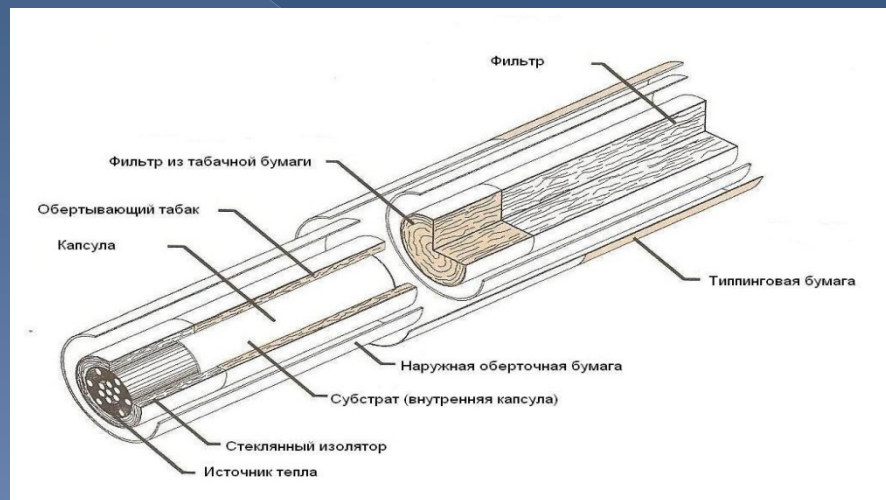 Фильтр
Фильтр из табачной бумаги
Обертывающий табак
Капсула
Типпинговая бумага
Наружная оберточная бумага
Субстрат (внутренняя капсула)
Стеклянный изолятор
Источник тепла